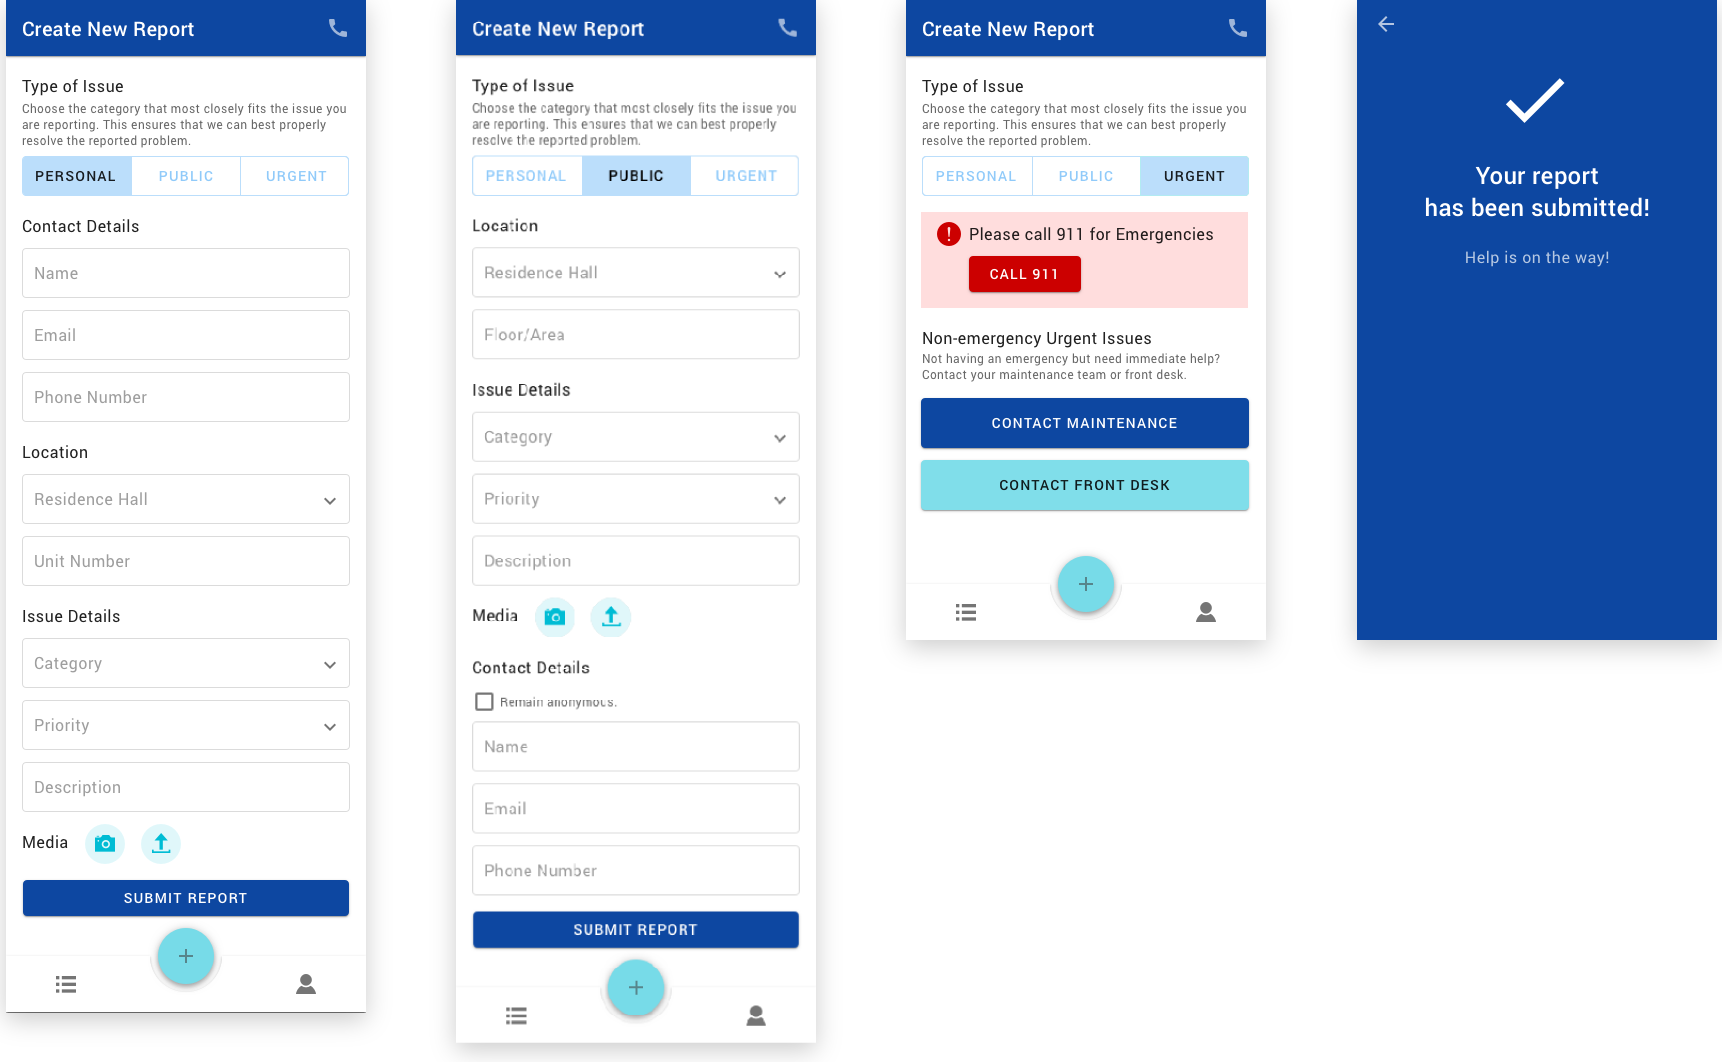 Create New Report
Type of Issue
Choose the category that most closely fits the issue you
are reporting. This ensures that we can best properly
resolve the reported problem.
PERSONAL PUBLIC URGENT
Contact Details
Name
Email
Phone Number
Location
Residence Hall
Unit Number
Issue Details
Category
Priority
Description
Media
SUBMIT REPORT
Create New Report
Type of Issue
Choose the category that most closely fits the issue you
are reporting. This ensures that we can best properly
resolve the reported problem.
PERSONAL PUBLIC URGENT
Location
Residence Hall
Floor/Area
Issue Details
Category
Priority
Description
Media
Contact Details
Remain anonymous.
Name
Email
Phone Number
SUBMIT REPORT
Create New Report
Type of Issue
Choose the category that most closely fits the issue you
are reporting. This ensures that we can best properly
resolve the reported problem.
PERSONAL PUBLIC URGENT
Please call 911 for Emergencies
CALL 911
Non-emergency Urgent Issues
Not having an emergency but need immediate help?
Contact your maintenance team or front desk.
CONTACT MAINTENANCE
CONTACT FRONT DESK
Your report
has been submitted!
Help is on the way!